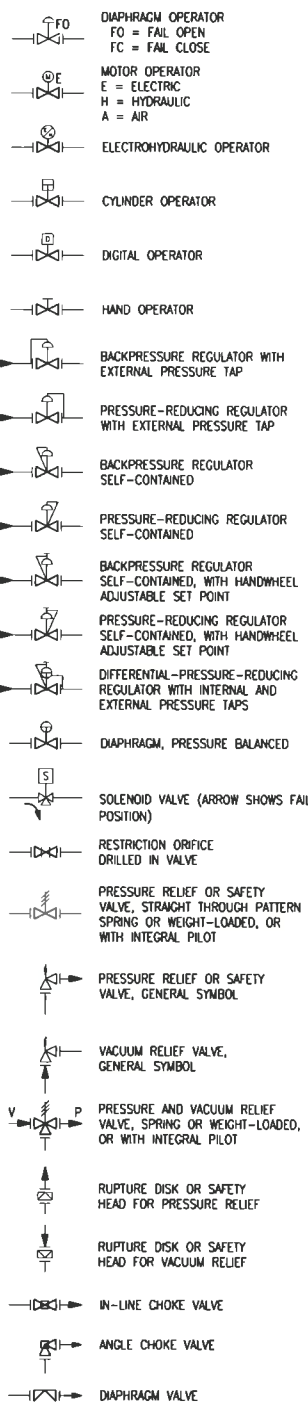 FO
DIAPHRAGM OPERATOR
FO = FAIL OPEN
FC = FAIL CLOSE
M E
MOTOR OPERATOR
E = ELECTRIC
H = HYDRAULIC
A = AIR
ELECTROHYDRAULIC OPERATOR
CYLINDER OPERATOR
D
DIGITAL OPERATOR
HAND OPERATOR
BACKPRESSURE REGULATOR WITH
EXTERNAL PRESSURE TAP
PRESSURE-REDUCING REGULATOR
WITH EXTERNAL PRESSURE TAP
BACKPRESSURE REGULATOR
SELF-CONTAINED
PRESSURE-REDUCING REGULATOR
SELF-CONTAINED
BACKPRESSURE REGULATOR
SELF-CONTAINED, WITH HANDWHEEL
ADJUSTABLE SET POINT
PRESSURE-REDUCING REGULATOR
SELF-CONTAINED, WITH HANDWHEEL
ADJUSTABLE SET POINT
DIFFERENTIAL-PRESSURE-REDUCING
REGULATOR WITH INTERNAL AND
EXTERNAL PRESSURE TAPS
DIAPHRAGM, PRESSURE BALANCED
S
SOLENOID VALVE (ARROW SHOWS FAIL
POSITION)
RESTRICTION ORIFICE
DRILLED IN VALVE
PRESSURE RELIEF OR SAFETY
VALVE, STRAIGHT THROUGH PATTERN
SPRING OR WEIGHT-LOADED, OR
WITH INTEGRAL PILOT
PRESSURE RELIEF OR SAFETY
VALVE, GENERAL SYMBOL
VACUUM RELIEF VALVE,
GENERAL SYMBOL
V P
PRESSURE AND VACUUM RELIEF
VALVE, SPRING OR WEIGHT-LOADED,
OR WITH INTEGRAL PILOT
RUPTURE DISK OR SAFETY
HEAD FOR PRESSURE RELIEF
RUPTURE DISK OR SAFETY
HEAD FOR VACUUM RELIEF
IN-LINE CHOKE VALVE
ANGLE CHOKE VALVE
DIAPHRAGM VALVE